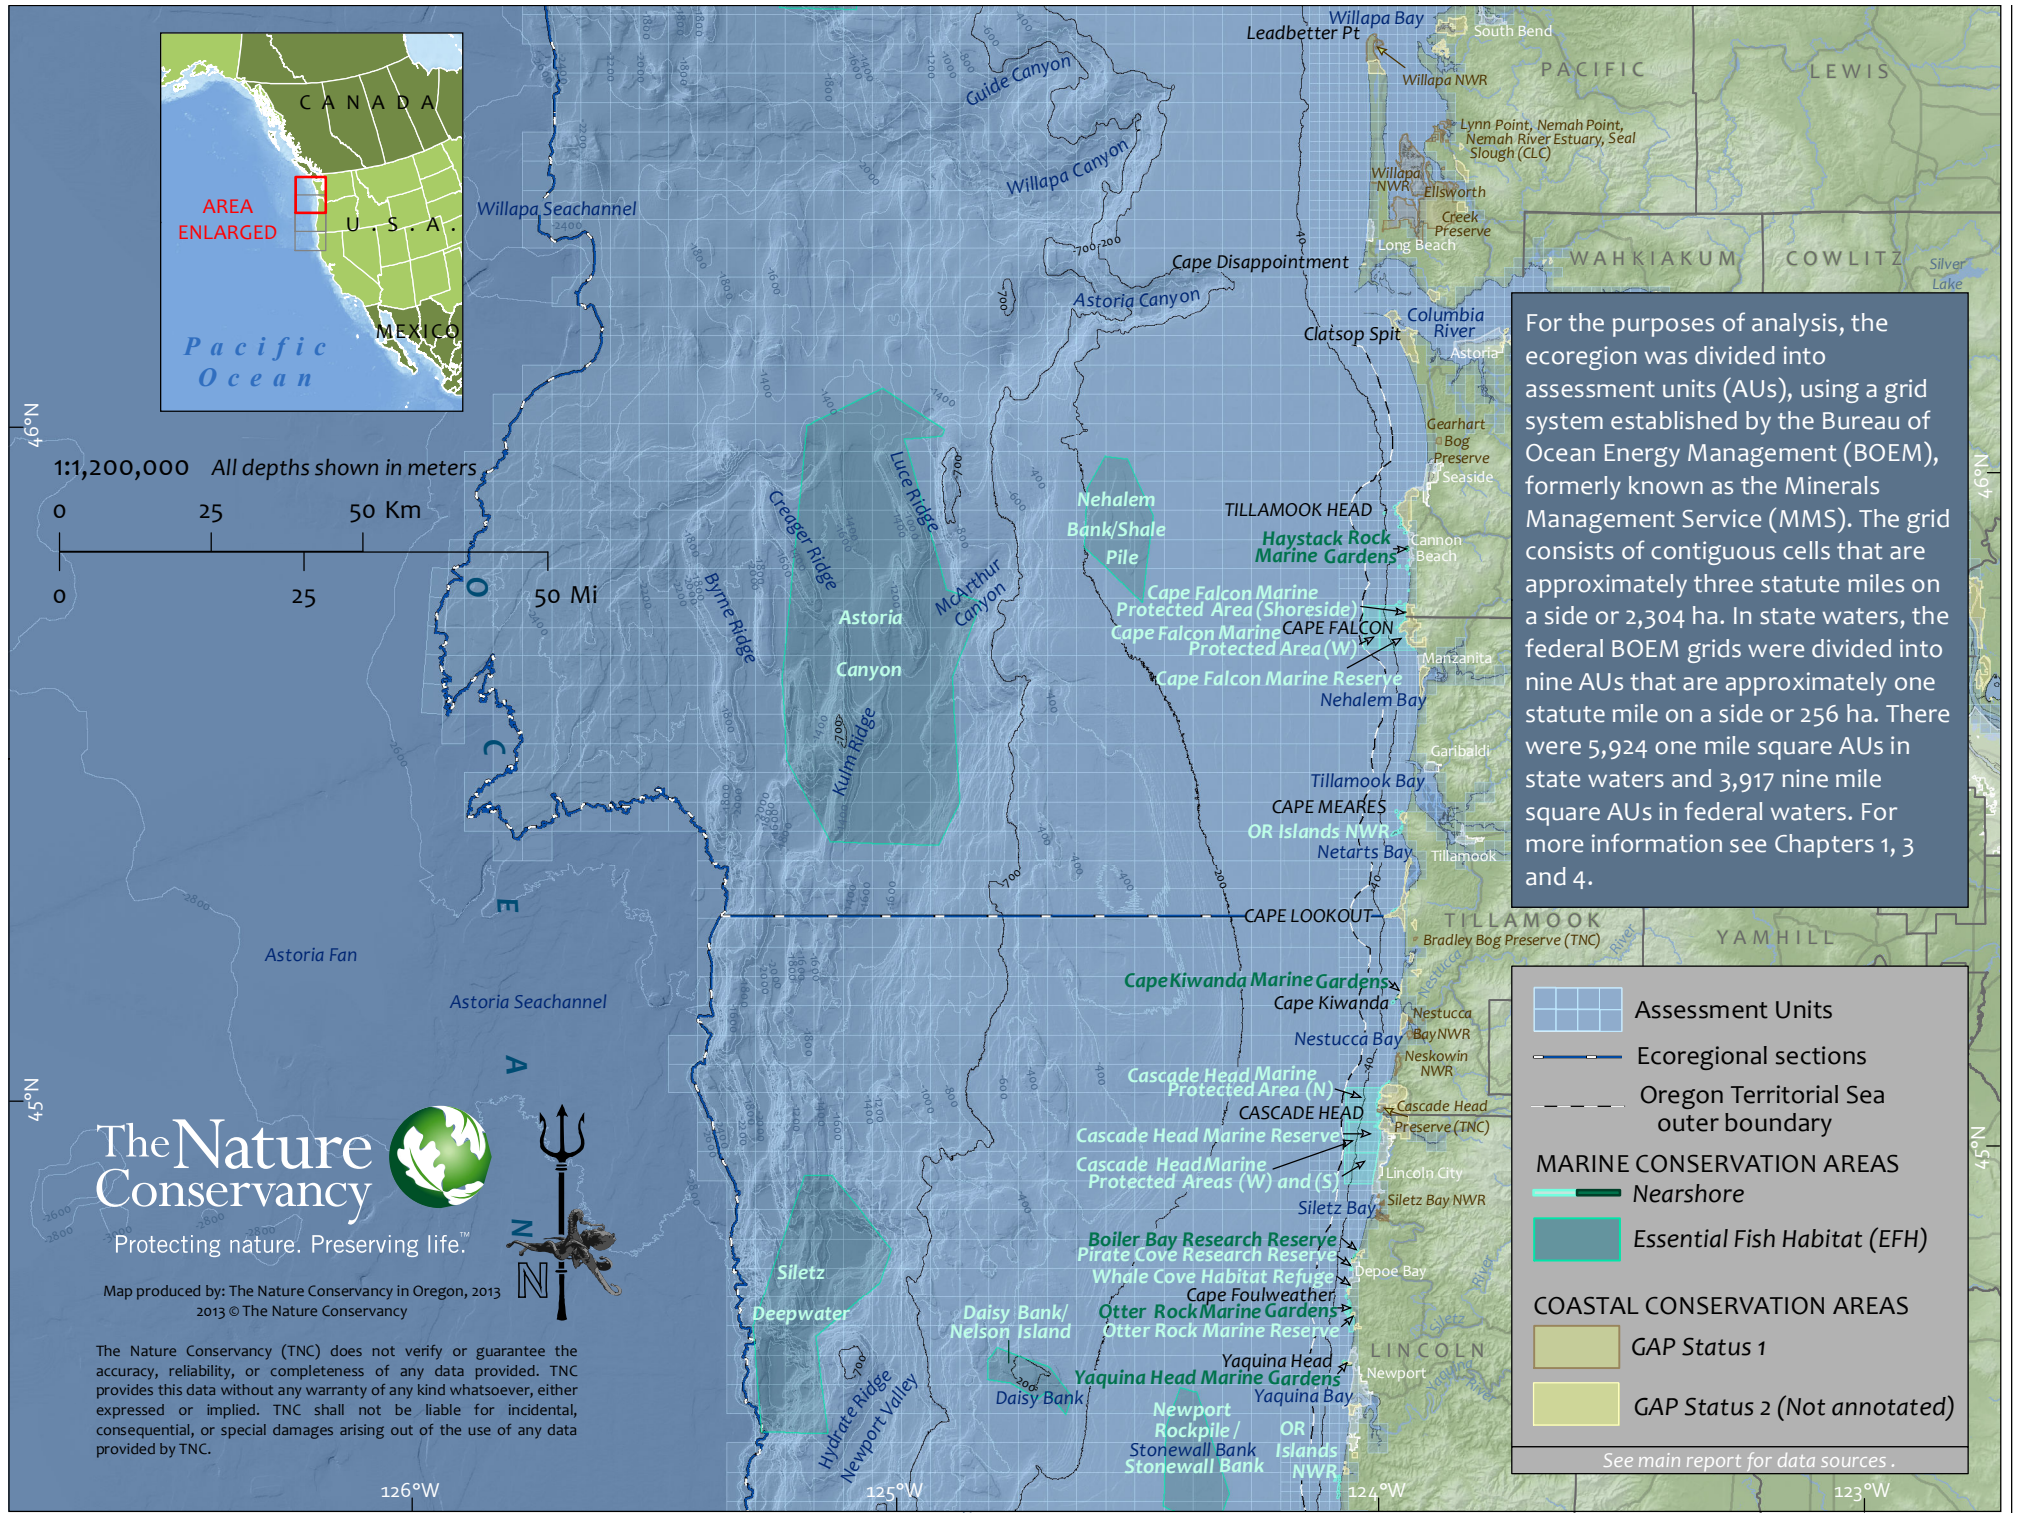 Willapa Bay
Leadbetter Pt
South Bend
Willapa NWR
PACIFIC
LEWIS
Guide Canyon
CANADA
Lynn Point, Nemah Point,
Nemah River Estuary, Seal
Slough (CLC)
Willapa Canyon
Willapa
NWR
Ellsworth
Creek
Preserve
AREA
ENLARGED
U.S.A.
Willapa Seachannel
-2400
Long Beach
-700
-200
40
WAHKIAKUM
COWLITZ
Silver
Lake
Cape Disappointment
Astoria Canyon
700
MEXICO
Pacific
Ocean
Columbia
River
Clatsop Spit
Astoria
For the purposes of analysis, the
ecoregion was divided into
assessment units (AUs), using a grid
system established by the Bureau of
Ocean Energy Management (BOEM),
formerly known as the Minerals
Management Service (MMS). The grid
consists of contiguous cells that are
approximately three statute miles on
a side or 2,304 ha. In state waters, the
federal BOEM grids were divided into
nine AUs that are approximately one
statute mile on a side or 256 ha. There
were 5,924 one mile square AUs in
state waters and 3,917 nine mile
square AUs in federal waters. For
more information see Chapters 1, 3
and 4.
46°N
46°N
1:1,200,000 All depths shown in meters
0 25 50 Km
0 25 50 Mi
Gearhart
Bog
Preserve
Seaside
Luce Ridge
Creager Ridge
Byrne Ridge
McArthur
Canyon
Astoria
Canyon
Kulm Ridge
-700
Nehalem
Bank/Shale
Pile
TILLAMOOK HEAD
Haystack Rock
Marine Gardens
Cannon
Beach
Cape Falcon Marine
Protected Area (Shoreside)
Cape Falcon Marine
Protected Area (W)
CAPE FALCON
Cape Falcon Marine Reserve
Manzanita
Nehalem Bay
Garibaldi
Tillamook Bay
CAPE MEARES
OR Islands NWR
Netarts Bay
Tillamook
-700
-200
-40
CAPE LOOKOUT
TILLAMOOK
YAMHILL
Bradley Bog Preserve (TNC)
OCEAN
Astoria Fan
Astoria Seachannel
Cape Kiwanda Marine Gardens
Cape Kiwanda
Nestucca
River
Nestucca
Bay NWR
Nestucca Bay
Neskowin
NWR
-40
45°N
45°N
Cascade Head Marine
Protected Area (N)
CASCADE HEAD
Cascade Head
Preserve (TNC)
Cascade Head Marine Reserve
Cascade Head Marine
Protected Areas (W) and (S)
Lincoln City
Siletz Bay
Siletz Bay NWR
Boiler Bay Research Reserve
Pirate Cove Research Reserve
Whale Cove Habitat Refuge
Depoe Bay
Cape Foulweather
Otter Rock Marine Gardens
Otter Rock Marine Reserve
Siletz
River
LINCOLN
Yaquina Head
Newport
Yaquina Head Marine Gardens
Yaquina Bay
Yaquina
River
Siletz
Deepwater
Daisy Bank/
Nelson Island
-200
Daisy Bank
-700
Hydrate Ridge
Newport Valley
Newport
Rockpile/
Stonewall Bank
Stonewall Bank
OR
Islands
NWR
The Nature
Conservancy
Protecting nature. Preserving life.™
N
Map produced by: The Nature Conservancy in Oregon, 2013
2013 © The Nature Conservancy
The Nature Conservancy (TNC) does not verify or guarantee the
accuracy, reliability, or completeness of any data provided. TNC
provides this data without any warranty of any kind whatsoever, either
expressed or implied. TNC shall not be liable for incidental,
consequential, or special damages arising out of the use of any data
provided by TNC.
Assessment Units
Ecoregional sections
Oregon Territorial Sea
outer boundary
MARINE CONSERVATION AREAS
Nearshore
Essential Fish Habitat (EFH)
COASTAL CONSERVATION AREAS
GAP Status 1
GAP Status 2 (Not annotated)
See main report for data sources .
126°W
125°W
124°W
123°W